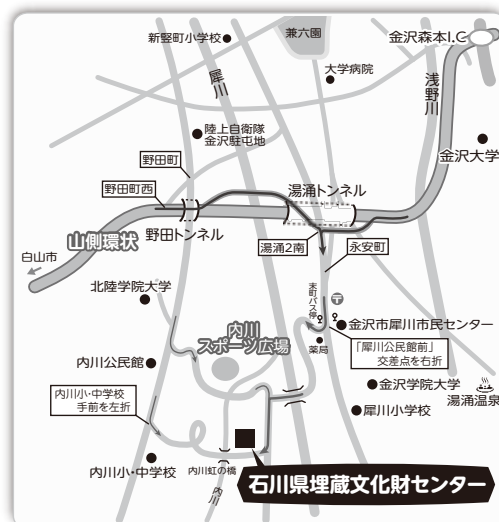 兼六園
金沢森本I.C
新竪町小学校
大学病院
犀川
浅野川
陸上自衛隊
金沢駐屯地
金沢大学
野田町
野田町西
湯涌トンネル
野田トンネル
山側環状
湯涌2南
永安町
白山市
北陸学院大学
末町バス停
〒
内川
スポーツ広場
金沢市犀川市民センター
薬局
「犀川公民館前」
交差点を右折
内川公民館
金沢学院大学
湯涌温泉
内川小・中学校
手前を左折
犀川小学校
内川小・中学校
内川虹の橋
内川
石川県埋蔵文化財センター